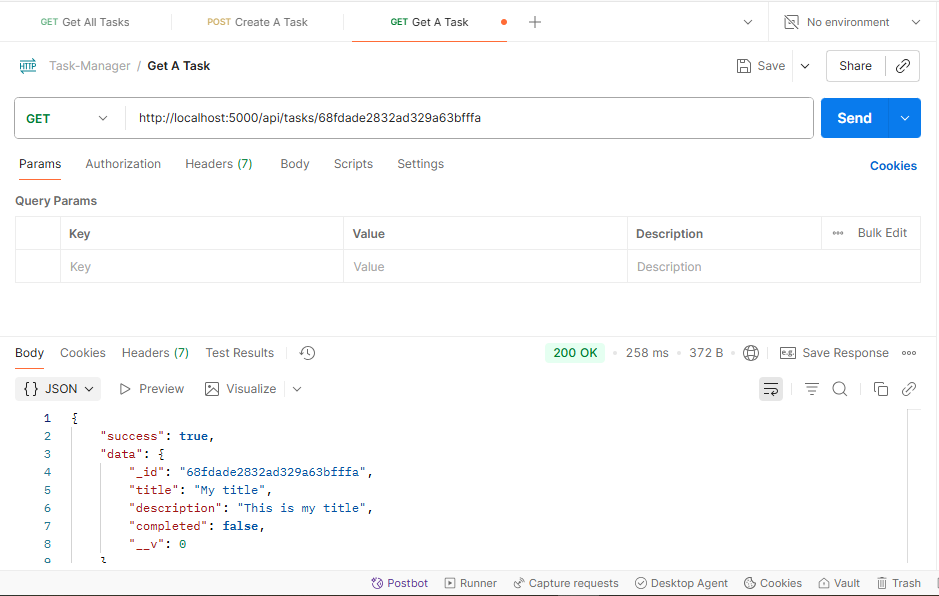 GET Get All Tasks
POST Create A Task
GET Get A Task
No environment
HTTP Task-Manager / Get A Task
Save
Share
GET
http://localhost:5000/api/tasks/68fdade2832ad329a63bfffa
Send
Params Authorization Headers (7) Body Scripts Settings
Cookies
Query Params
Key Value Description
Bulk Edit
Key Value Description
Body Cookies Headers (7) Test Results
200 OK • 258 ms • 372 B
e.g. Save Response
{} JSON
Preview
Visualize
1 {
2 "success": true,
3 "data": {
4 "_id": "68fdade2832ad329a63bfffa",
5 "title": "My title",
6 "description": "This is my title",
7 "completed": false,
8 "__v": 0
9 }
Postbot Runner Capture requests Desktop Agent Cookies Vault Trash